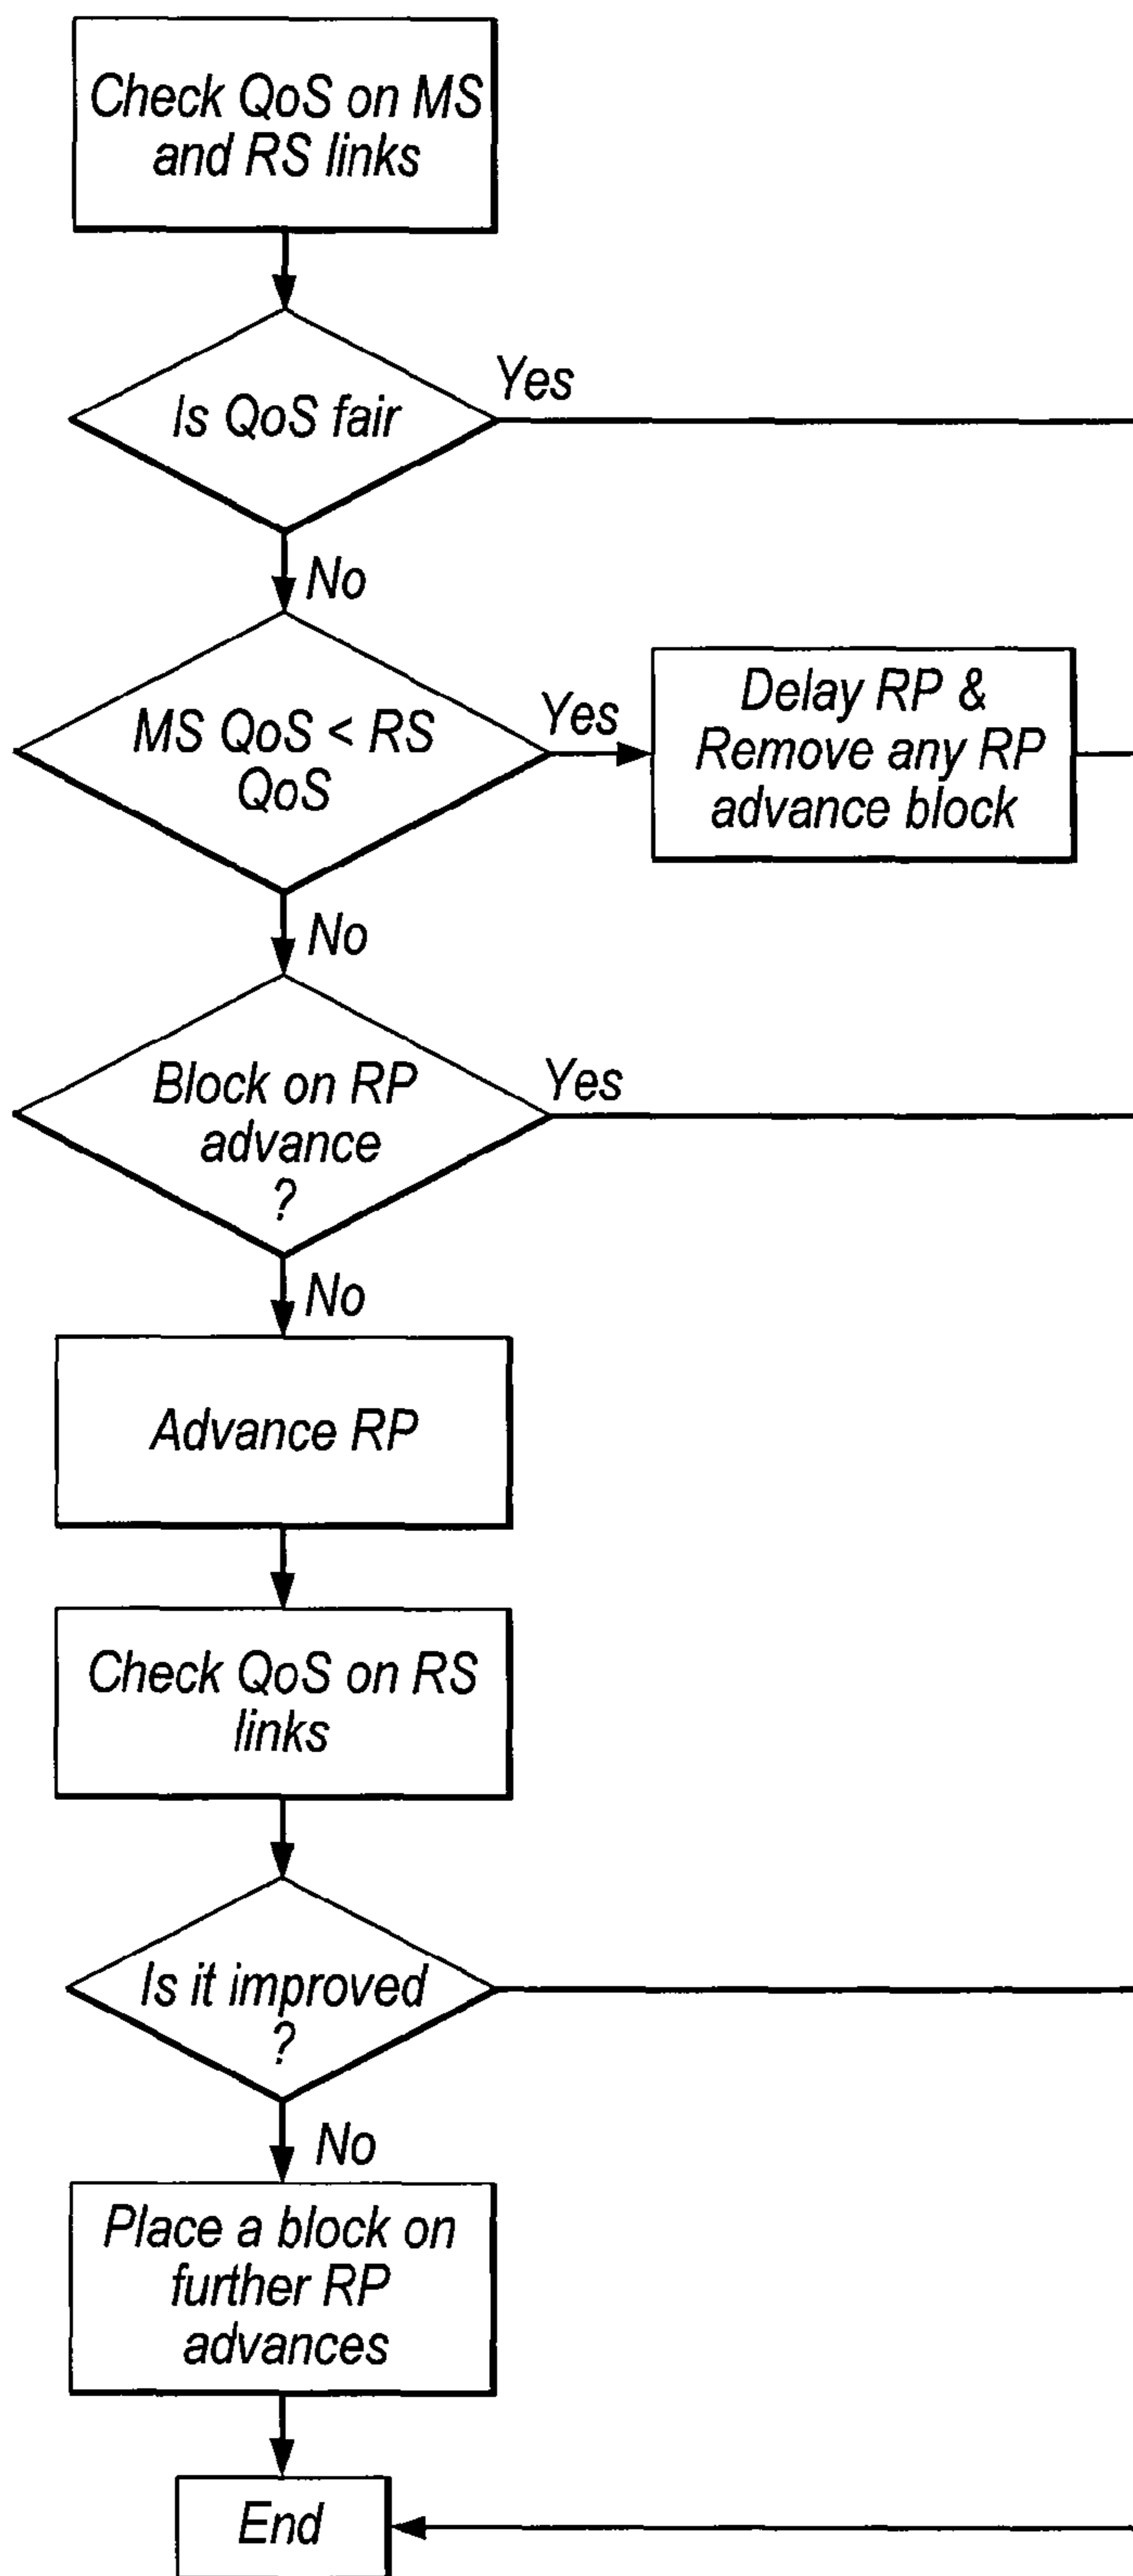 Check QoS on MS
and RS links
Is QoS fair
Yes
No
MS QoS < RS
QoS
Yes
Delay RP &
Remove any RP
advance block
No
Block on RP
advance
?
Yes
No
Advance RP
Check QoS on RS
links
Is it improved
?
No
Place a block on
further RP
advances
End